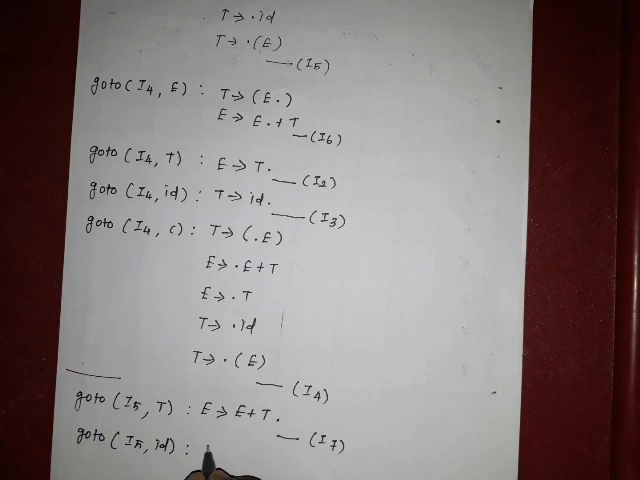 T → · id
T → · (E)
— (I5)
goto (I4, E) : T → (E.)
E → E. + T
— (I6)
goto (I4, T) : E → T.
— (I2)
goto (I4, id) : T → id.
— (I3)
goto (I4, () : T → (.E)
E → · E + T
E → · T
T → · id
T → · (E)
— (I4)
goto (I5, T) : E → E + T.
— (I7)
goto (I5, id) :